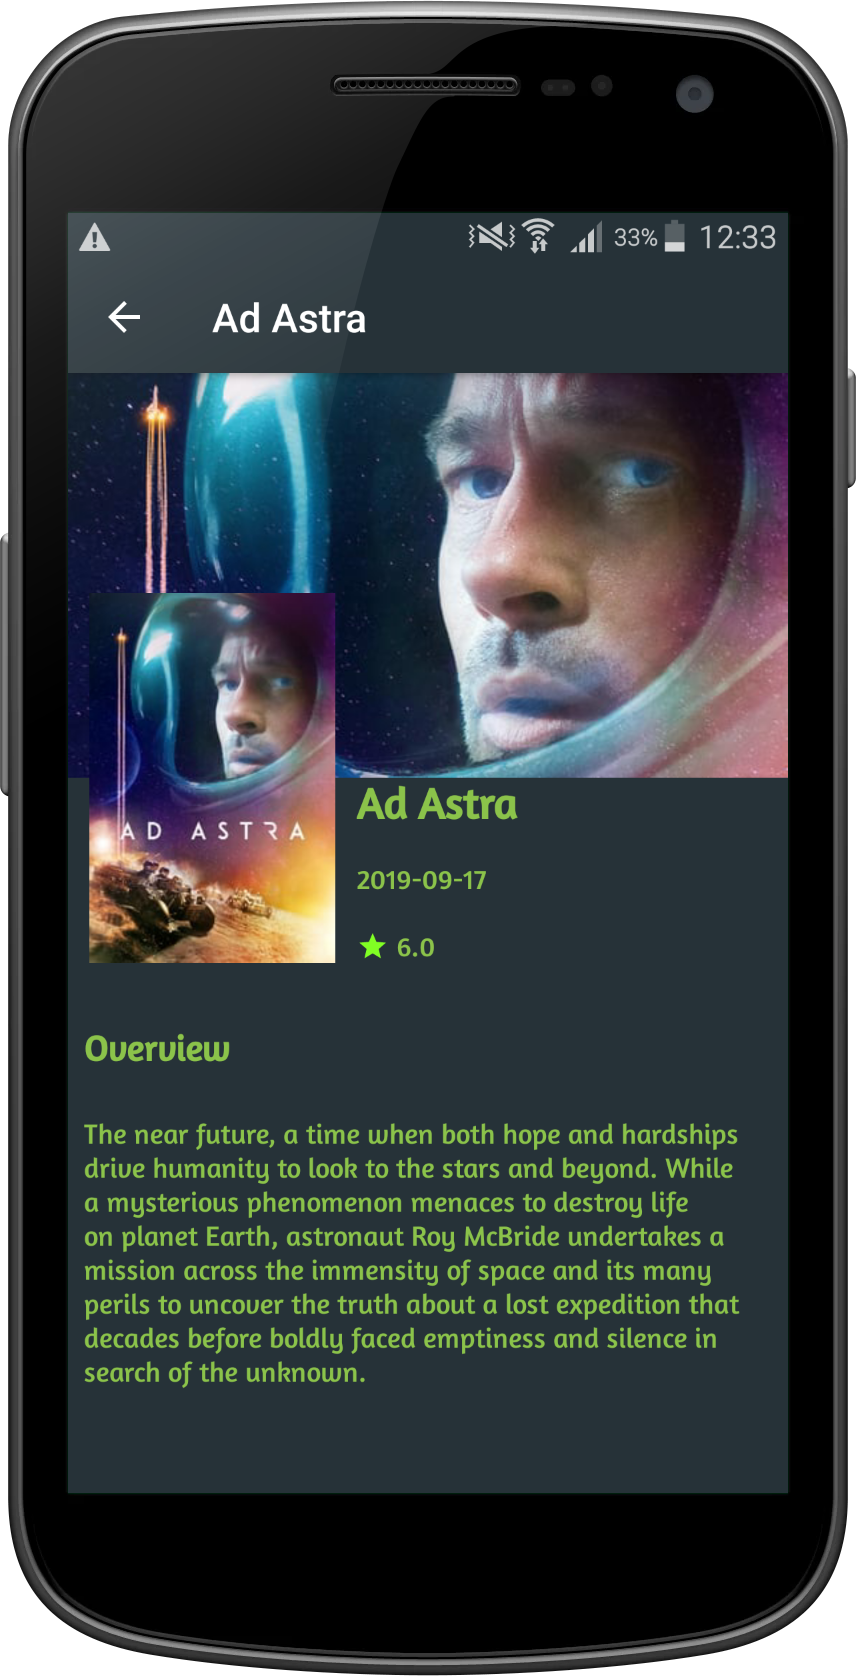 33% 12:33
Ad Astra
AD ASTRA
Ad Astra
2019-09-17
6.0
Overview
The near future, a time when both hope and hardships
drive humanity to look to the stars and beyond. While
a mysterious phenomenon menaces to destroy life
on planet Earth, astronaut Roy McBride undertakes a
mission across the immensity of space and its many
perils to uncover the truth about a lost expedition that
decades before boldly faced emptiness and silence in
search of the unknown.